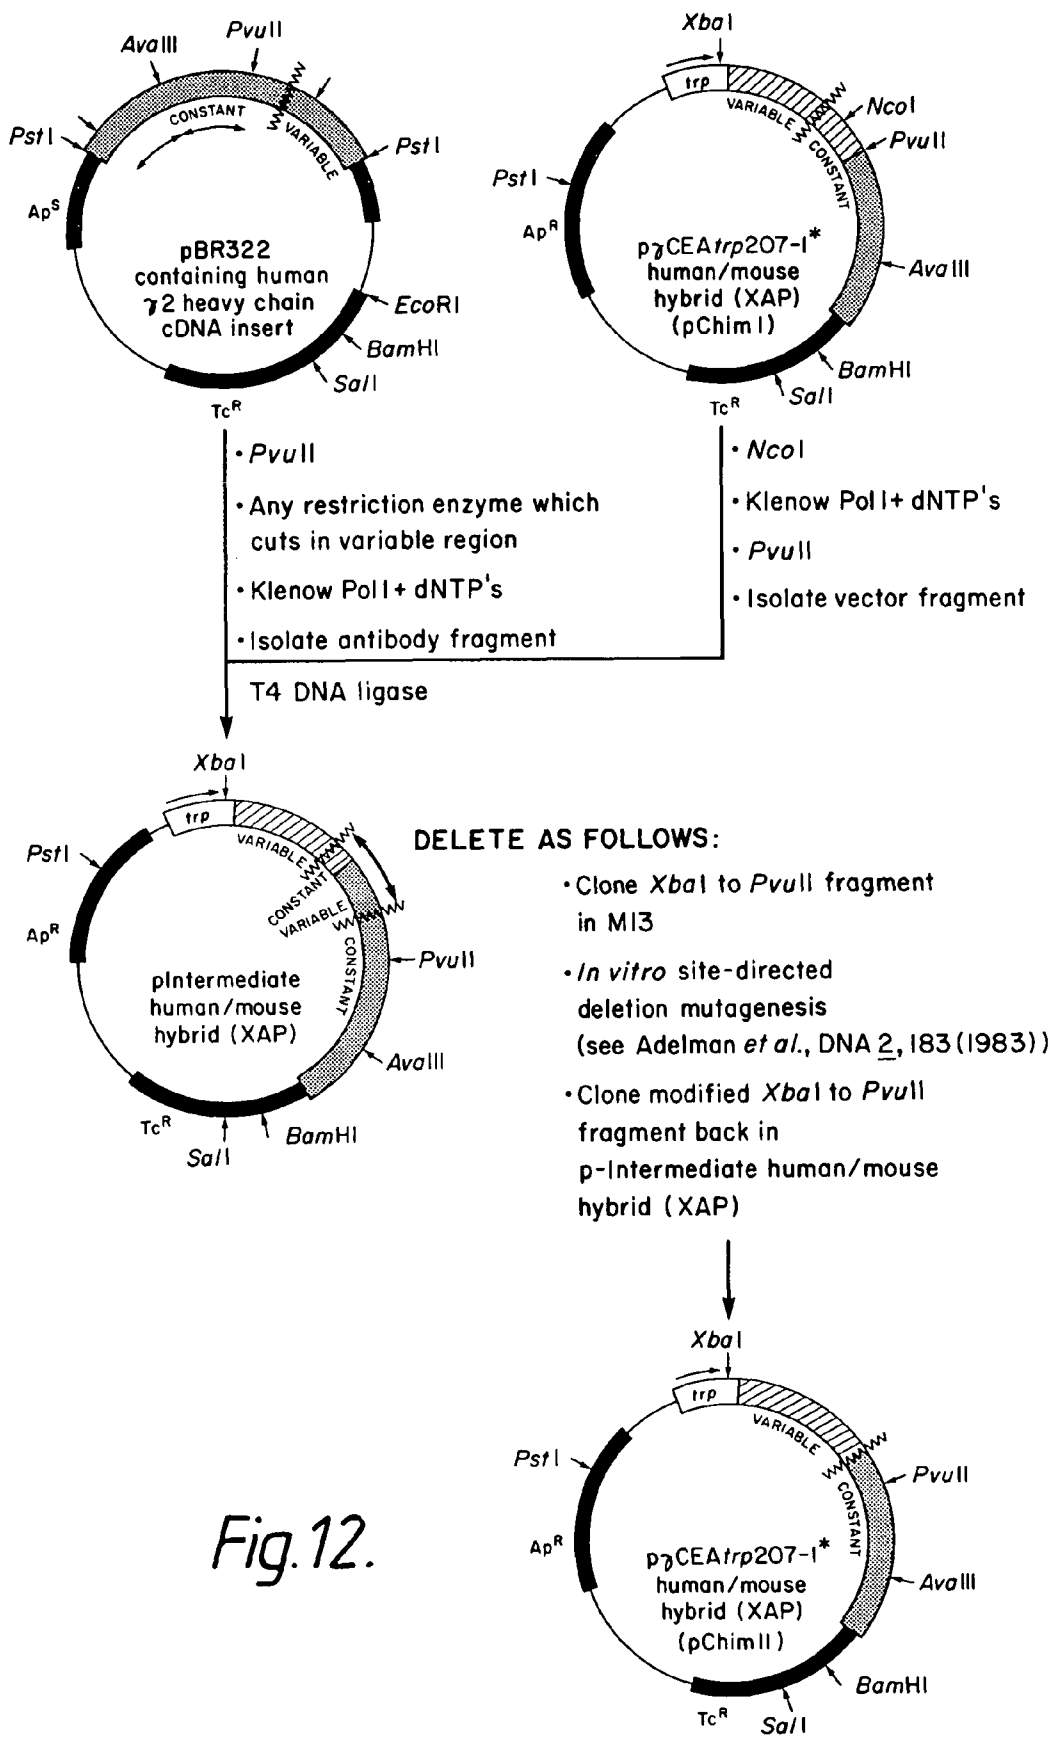 PvuII
AvaIII
PstI
CONSTANT
VARIABLE
PstI
ApS
pBR322
containing human
γ2 heavy chain
cDNA insert
EcoRI
BamHI
SalI
TcR
XbaI
trp
VARIABLE
NcoI
PvuII
CONSTANT
PstI
ApR
pγCEAtrp207-1*
human/mouse
hybrid (XAP)
(pChim I)
AvaIII
BamHI
SalI
TcR
• PvuII
• Any restriction enzyme which
cuts in variable region
• Klenow Pol I + dNTP's
• Isolate antibody fragment
• NcoI
• Klenow Pol I + dNTP's
• PvuII
• Isolate vector fragment
T4 DNA ligase
XbaI
trp
VARIABLE
CONSTANT
VARIABLE
CONSTANT
PstI
ApR
pIntermediate
human/mouse
hybrid (XAP)
PvuII
AvaIII
BamHI
SalI
TcR
DELETE AS FOLLOWS:
• Clone XbaI to PvuII fragment
in M13
• In vitro site-directed
deletion mutagenesis
(see Adelman et al., DNA 2, 183 (1983))
• Clone modified XbaI to PvuII
fragment back in
p-Intermediate human/mouse
hybrid (XAP)
XbaI
trp
VARIABLE
PstI
PvuII
CONSTANT
ApR
pγCEAtrp207-1*
human/mouse
hybrid (XAP)
(pChim II)
AvaIII
BamHI
SalI
TcR
Fig.12.